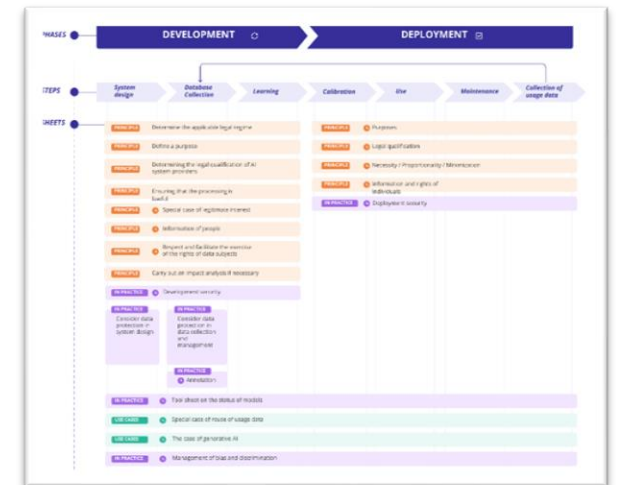 PHASES
DEVELOPMENT
DEPLOYMENT
STEPS
System
design
Database
Collection
Learning
Calibration
Use
Maintenance
Collection of
usage data
SHEETS
PRINCIPLE Determine the applicable legal regime
PRINCIPLE Define a purpose
PRINCIPLE Determining the legal qualification of AI
system providers
PRINCIPLE Ensuring that the processing is
lawful
PRINCIPLE Special case of legitimate interest
PRINCIPLE Information of people
PRINCIPLE Respect and facilitate the exercise
of the rights of data subjects
PRINCIPLE Carry out an impact analysis if necessary
IN PRACTICE Development security
IN PRACTICE
Consider data
protection in
system design
IN PRACTICE
Consider data
protection in
data collection
and
management
IN PRACTICE
Annotation
PRINCIPLE Purposes
PRINCIPLE Legal qualification
PRINCIPLE Necessity / Proportionality / Minimization
PRINCIPLE Information and rights of
individuals
IN PRACTICE Deployment security
IN PRACTICE Tool sheet on the status of models
USE CASES Special case of reuse of usage data
USE CASES The case of generative AI
IN PRACTICE Management of bias and discrimination